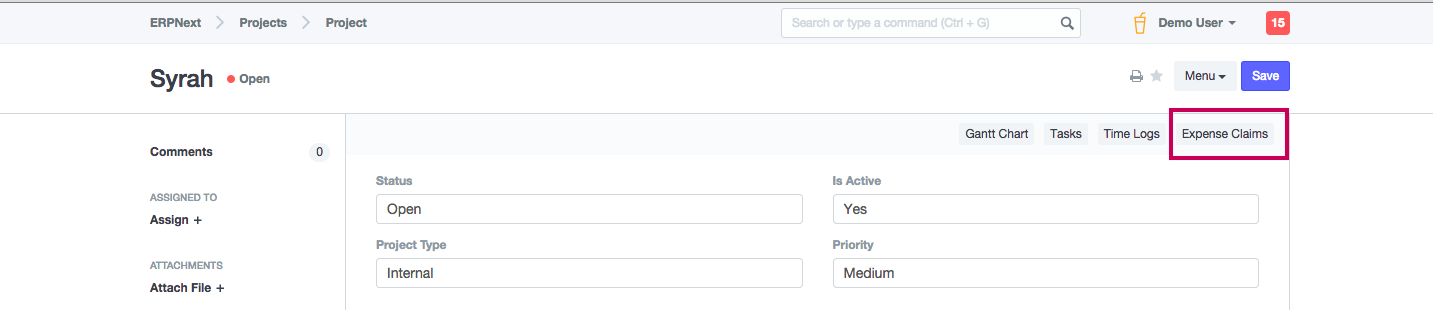 ERPNext Projects Project Search or type a command (Ctrl + G) Demo User 15
Syrah Open Menu Save
Gantt Chart Tasks Time Logs Expense Claims
Comments 0
ASSIGNED TO
Assign +
ATTACHMENTS
Attach File +
Status Is Active
Open Yes
Project Type Priority
Internal Medium